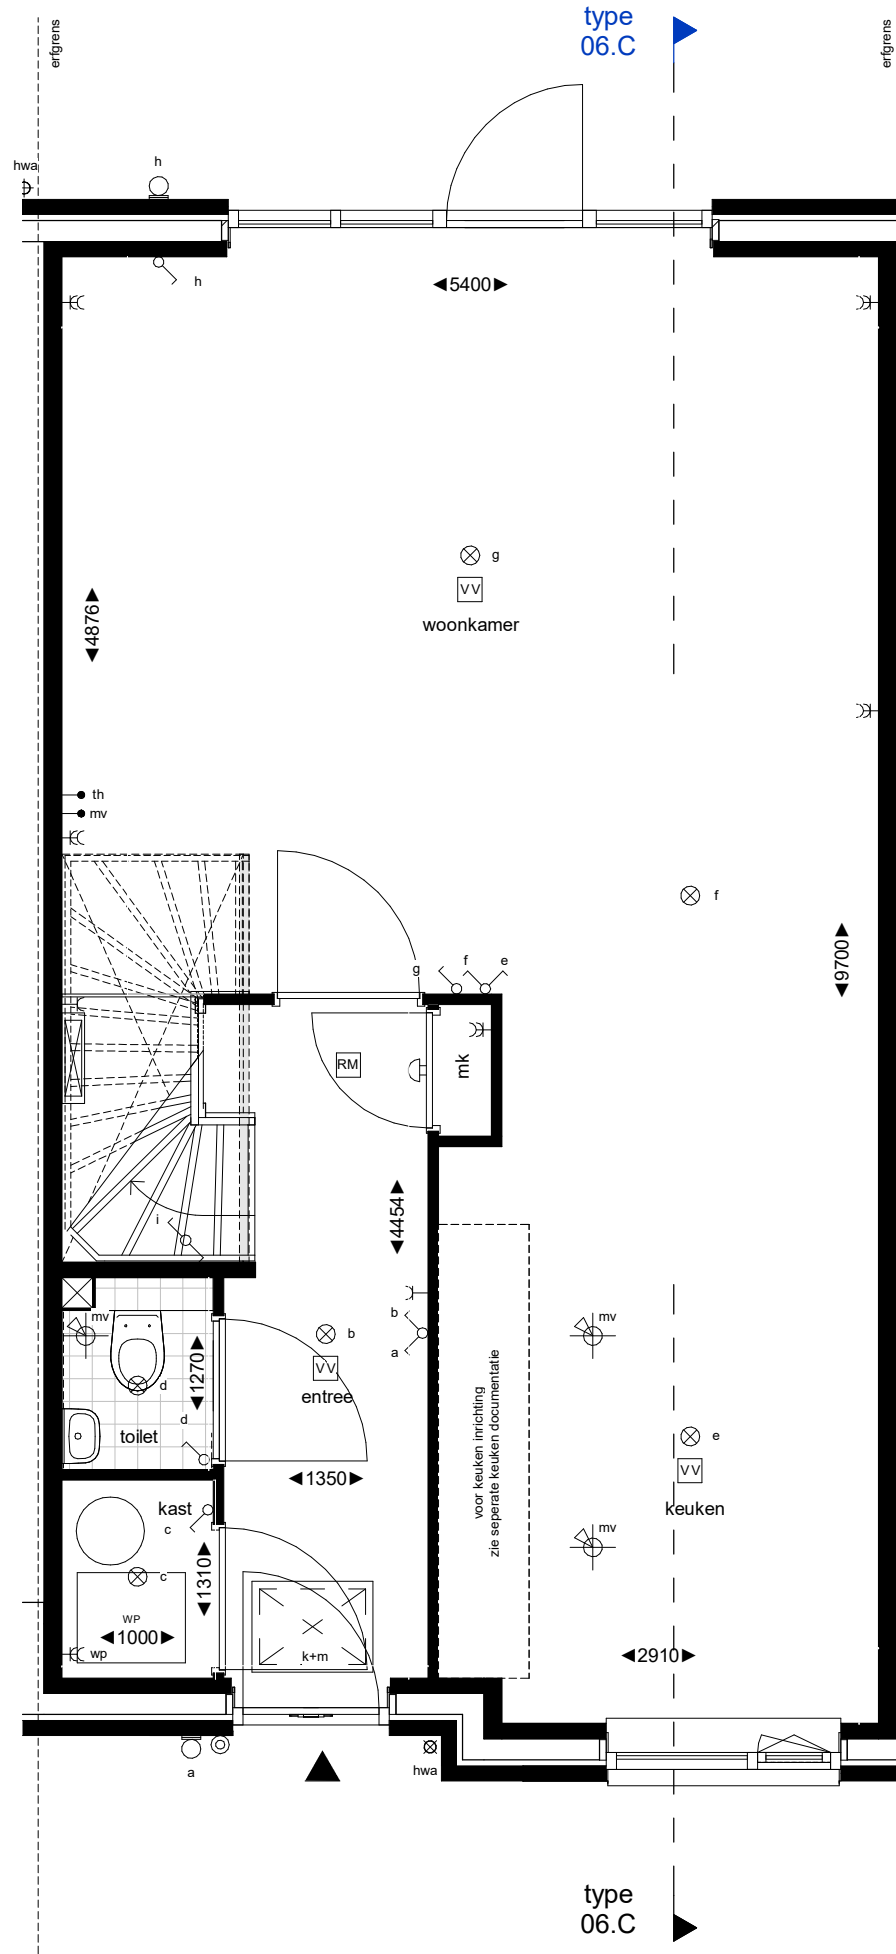 type
06.C
erfgrens
erfgrens
hwa
h
h
5400
g
VV
woonkamer
4876
th
mv
f
9700
g
f
e
RM
mk
4454
i
mv
b
a
b
VV
entree
1270
d
d
toilet
mv
voor keuken inrichting
zie seperate keuken documentatie
e
VV
keuken
1350
kast
c
c
mv
1310
WP
1000
wp
k+m
2910
a
hwa
type
06.C